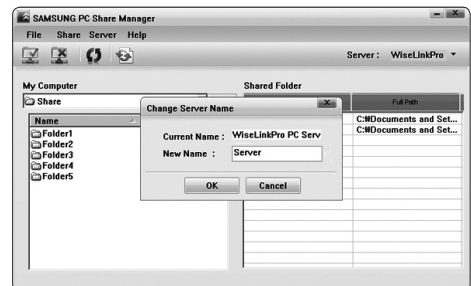 SAMSUNG PC Share Manager
File Share Server Help
Server : WiseLinkPro
My Computer
Shared Folder
Share
Full Path
Name
Folder1
Folder2
Folder3
Folder4
Folder5
C:₩Documents and Set...
C:₩Documents and Set...
Change Server Name
Current Name : WiseLinkPro PC Serv
New Name : Server
OK Cancel